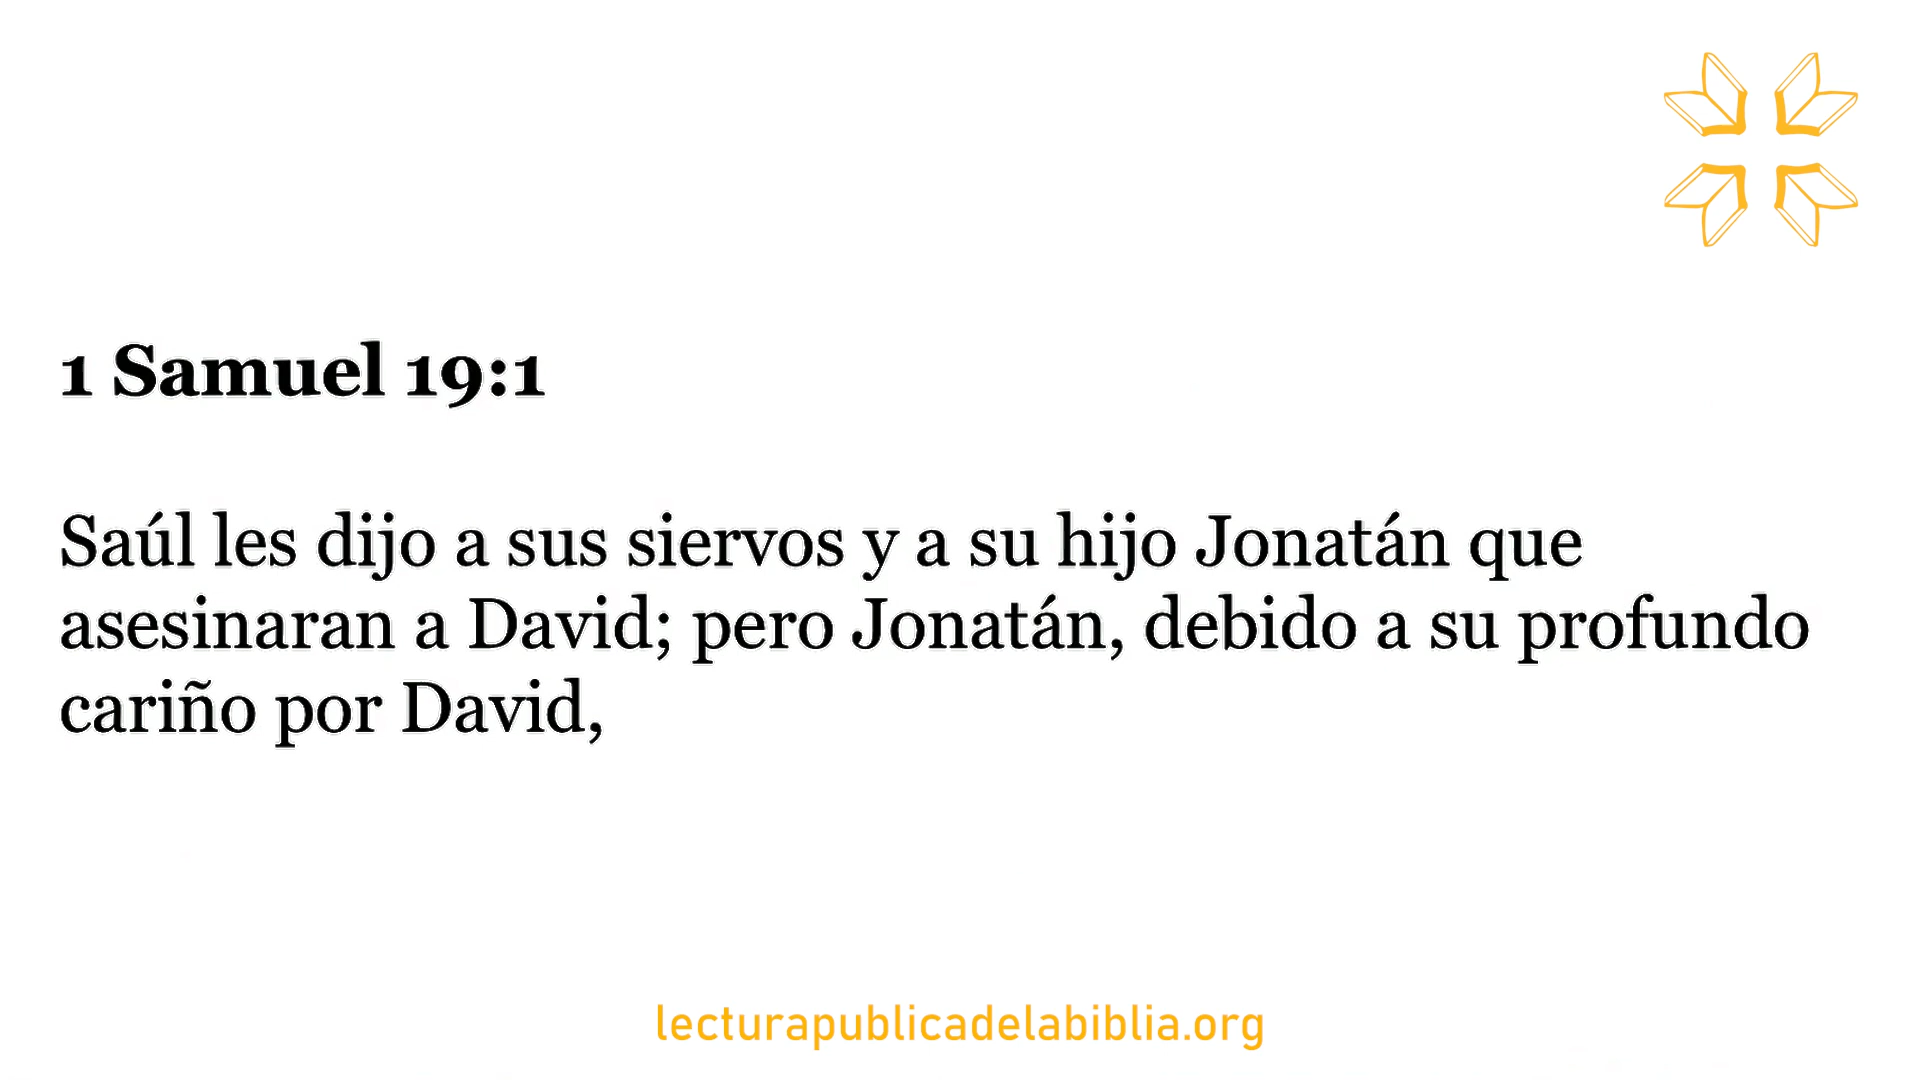 1 Samuel 19:1
Saúl les dijo a sus siervos y a su hijo Jonatán que
asesinaran a David; pero Jonatán, debido a su profundo
cariño por David,
lecturapublicadelabiblia.org